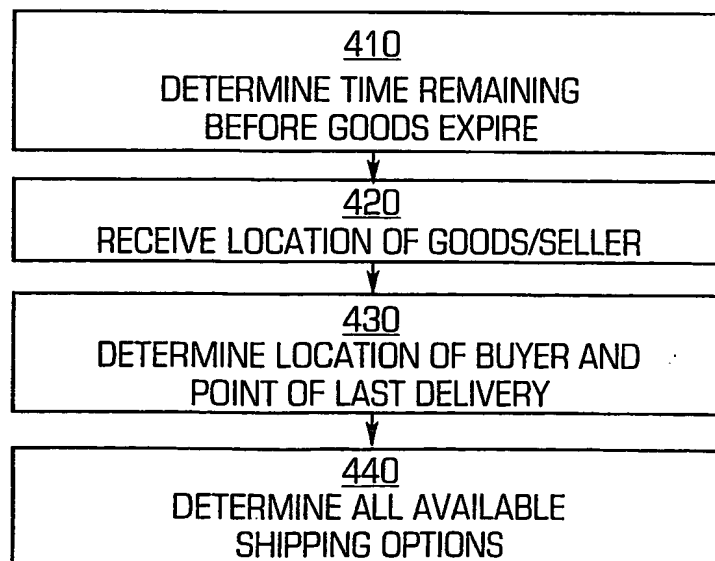 410
DETERMINE TIME REMAINING
BEFORE GOODS EXPIRE
420
RECEIVE LOCATION OF GOODS/SELLER
430
DETERMINE LOCATION OF BUYER AND
POINT OF LAST DELIVERY
440
DETERMINE ALL AVAILABLE
SHIPPING OPTIONS